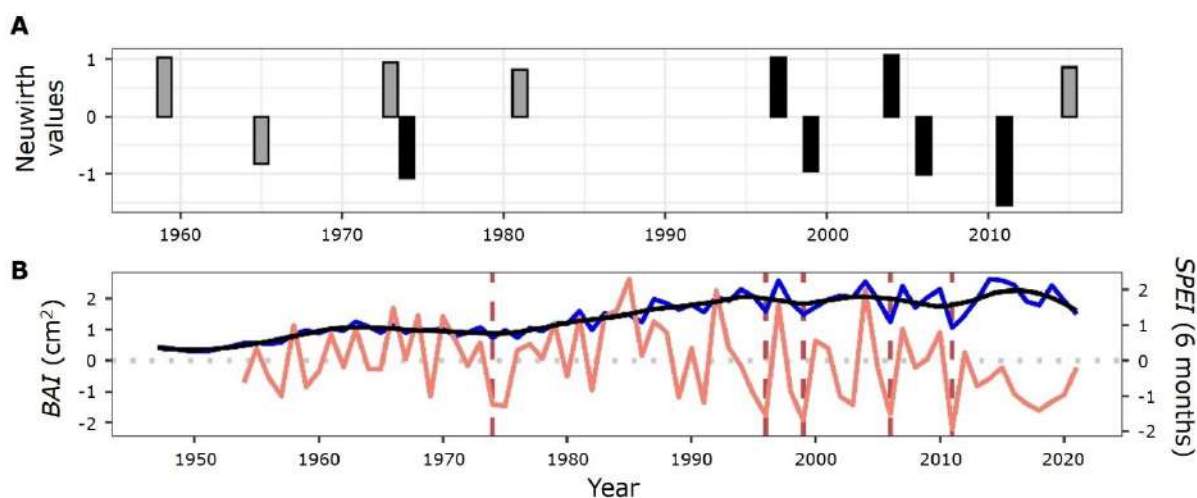 A
Neuwirth
values
1
0
-1
1960 1970 1980 1990 2000 2010
B
BAI (cm²)
2
1
0
-1
-2
SPEI (6 months)
2
1
0
-1
-2
1950 1960 1970 1980 1990 2000 2010 2020
Year